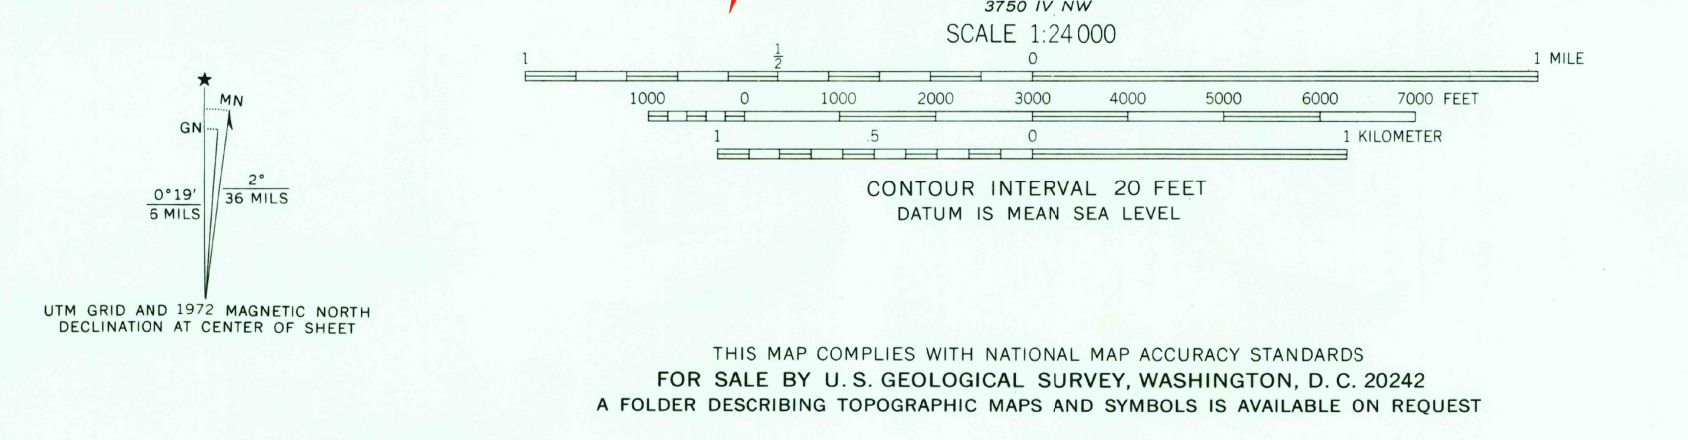 3750 IV NW
SCALE 1:24 000
1 1/2 0 1 MILE
1000 0 1000 2000 3000 4000 5000 6000 7000 FEET
1 .5 0 1 KILOMETER
CONTOUR INTERVAL 20 FEET
DATUM IS MEAN SEA LEVEL
★
MN
GN
0°19'
6 MILS
2°
36 MILS
UTM GRID AND 1972 MAGNETIC NORTH
DECLINATION AT CENTER OF SHEET
THIS MAP COMPLIES WITH NATIONAL MAP ACCURACY STANDARDS
FOR SALE BY U. S. GEOLOGICAL SURVEY, WASHINGTON, D. C. 20242
A FOLDER DESCRIBING TOPOGRAPHIC MAPS AND SYMBOLS IS AVAILABLE ON REQUEST